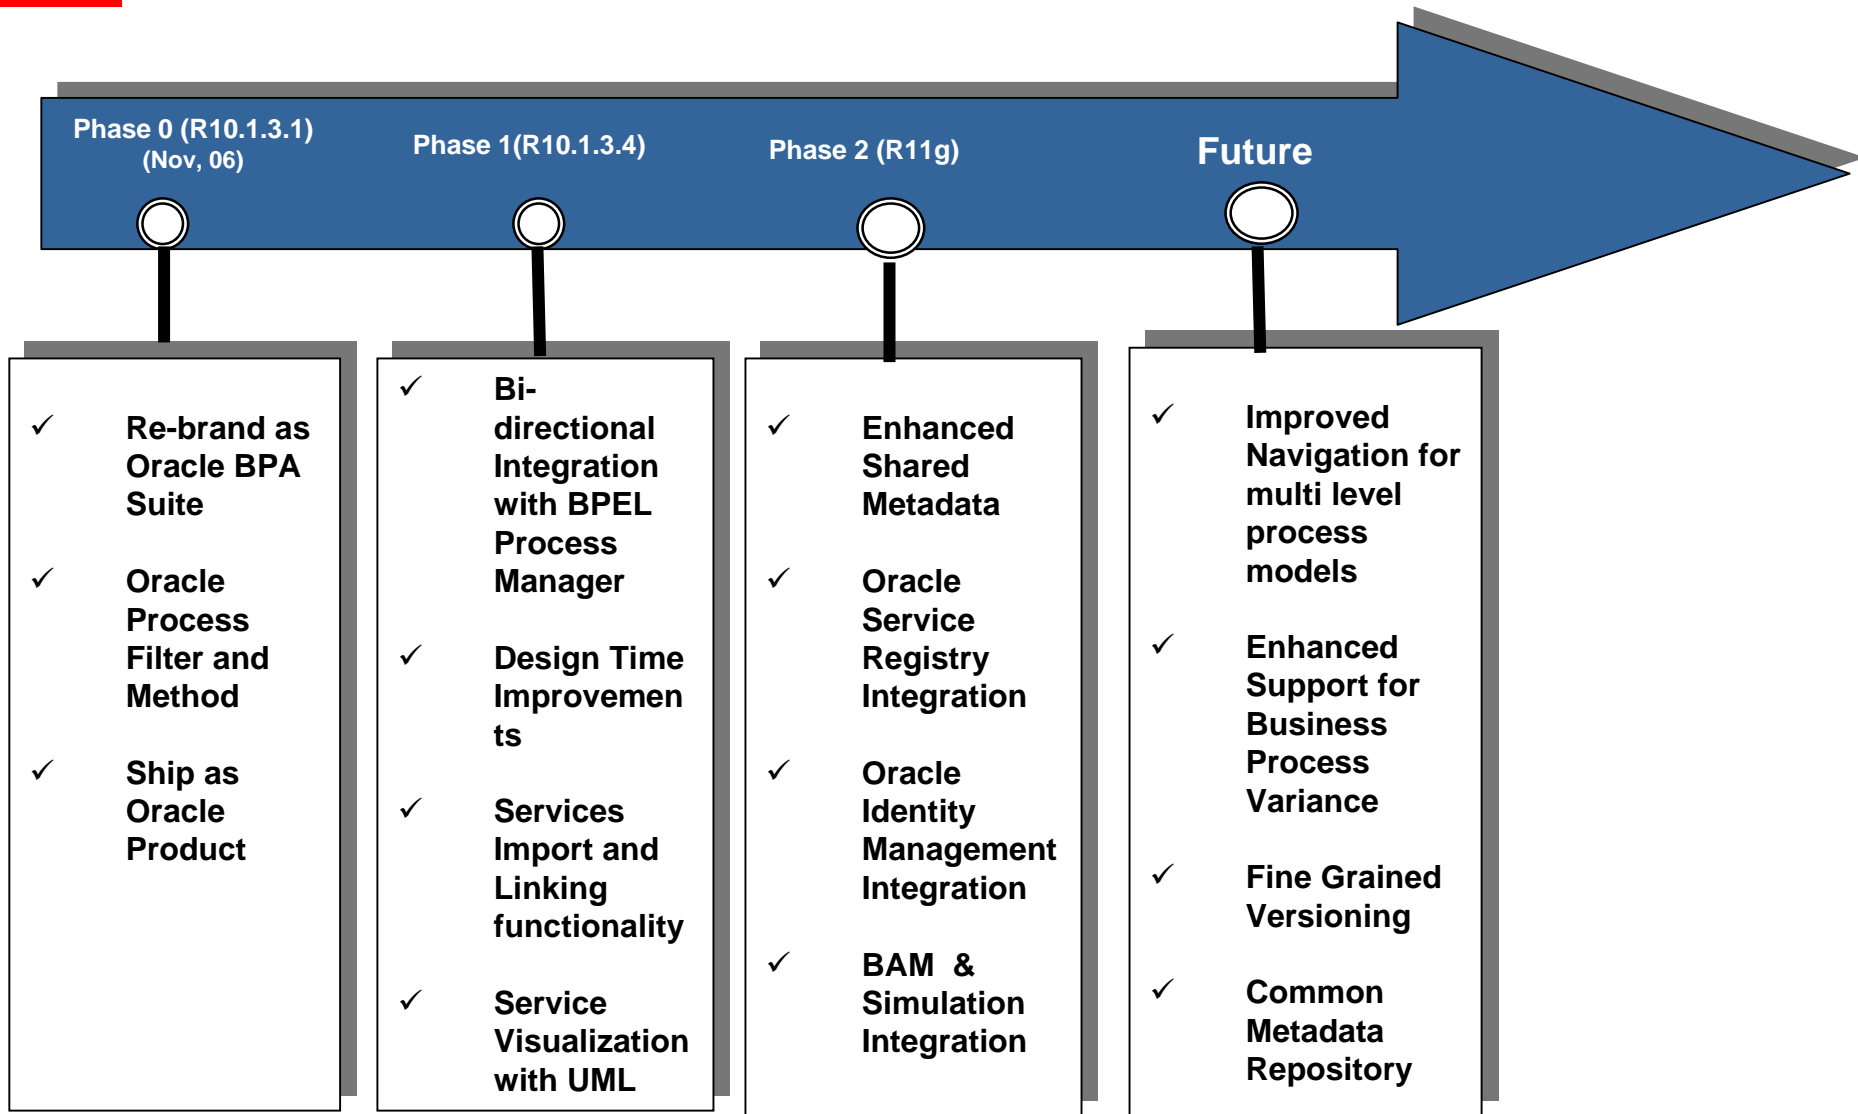 Phase 0 (R10.1.3.1)
(Nov, 06)
Phase 1(R10.1.3.4)
Phase 2 (R11g)
Future
✓ Re-brand as
Oracle BPA
Suite
✓ Oracle
Process
Filter and
Method
✓ Ship as
Oracle
Product
✓ Bi-
directional
Integration
with BPEL
Process
Manager
✓ Design Time
Improvemen
ts
✓ Services
Import and
Linking
functionality
✓ Service
Visualization
with UML
✓ Enhanced
Shared
Metadata
✓ Oracle
Service
Registry
Integration
✓ Oracle
Identity
Management
Integration
✓ BAM & 
Simulation
Integration
✓ Improved
Navigation for
multi level
process
models
✓ Enhanced
Support for
Business
Process
Variance
✓ Fine Grained
Versioning
✓ Common
Metadata
Repository